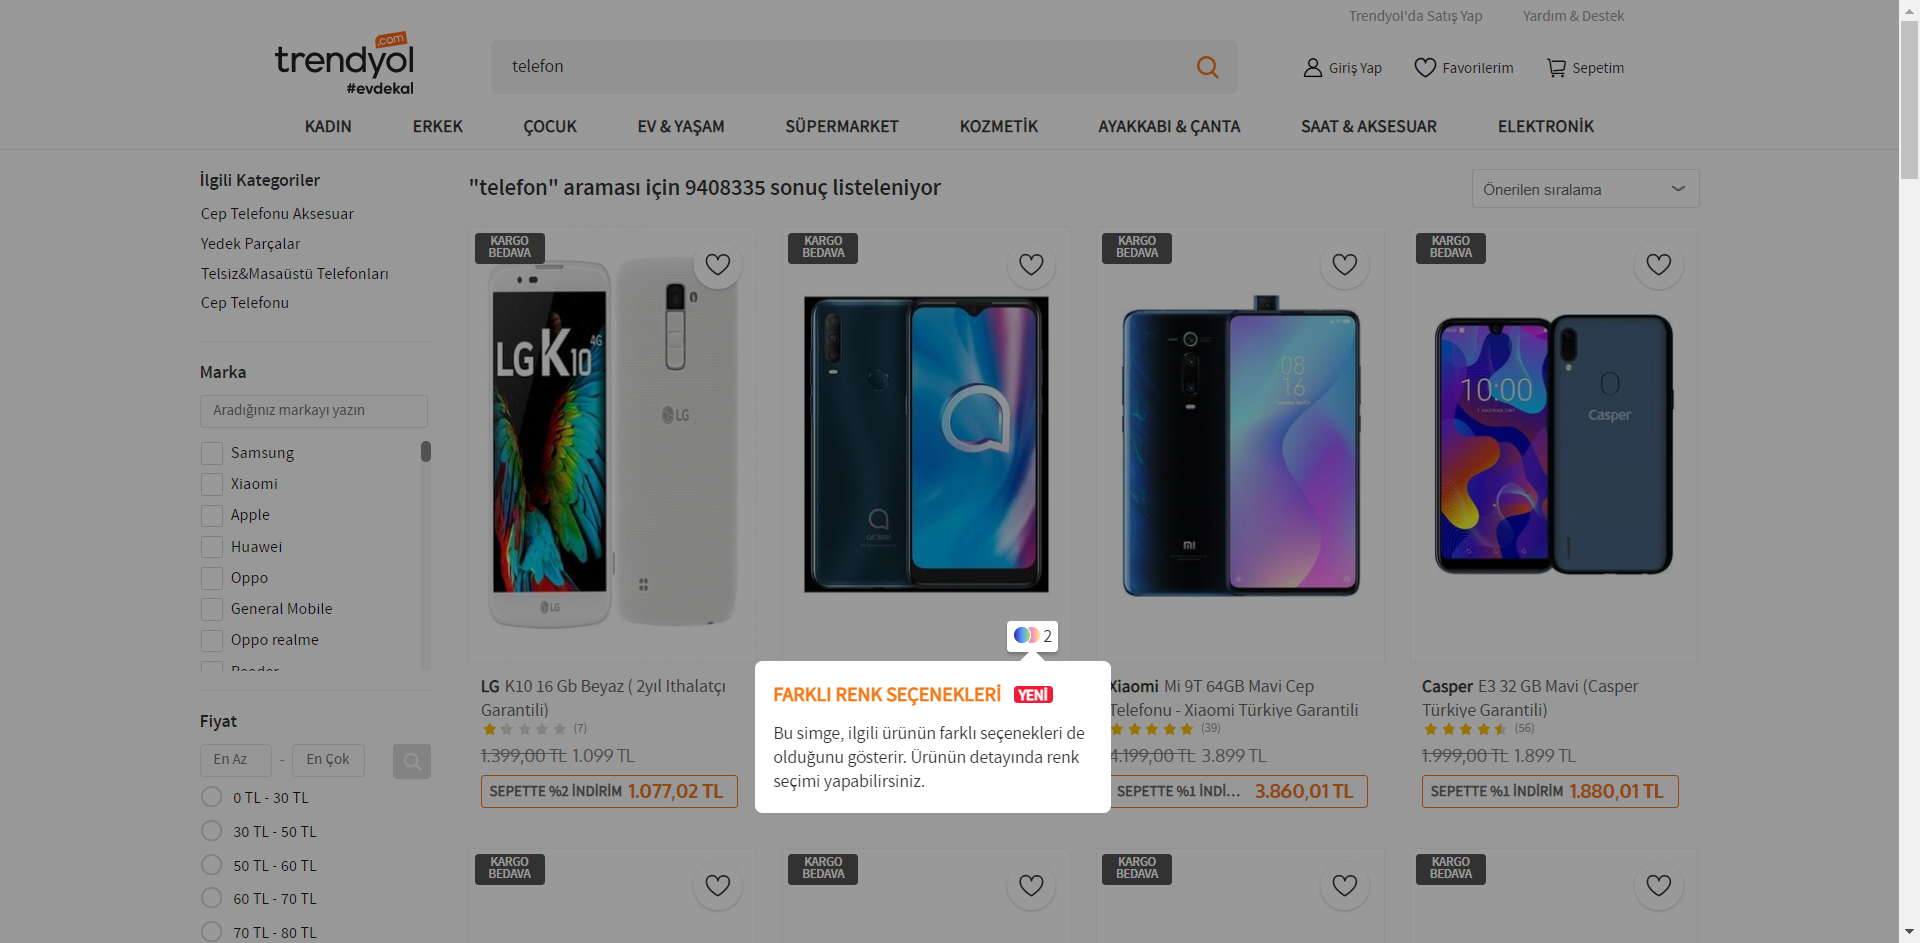 Trendyol'da Satış Yap
Yardım & Destek
trendyol
.com
#evdekal
telefon
Giriş Yap
Favorilerim
Sepetim
KADIN
ERKEK
ÇOCUK
EV & YAŞAM
SÜPERMARKET
KOZMETİK
AYAKKABI & ÇANTA
SAAT & AKSESUAR
ELEKTRONİK
İlgili Kategoriler
Cep Telefonu Aksesuar
Yedek Parçalar
Telsiz&Masaüstü Telefonları
Cep Telefonu
Marka
Aradığınız markayı yazın
Samsung
Xiaomi
Apple
Huawei
Oppo
General Mobile
Oppo realme
Reeder
Fiyat
En Az
-
En Çok
0 TL - 30 TL
30 TL - 50 TL
50 TL - 60 TL
60 TL - 70 TL
70 TL - 80 TL
"telefon" araması için 9408335 sonuç listeleniyor
Önerilen sıralama
KARGO
BEDAVA
LG K10
4G
LG
LG
LG K10 16 Gb Beyaz ( 2yıl Ithalatçı
Garantili)
(7)
1.399,00 TL 1.099 TL
SEPETTE %2 İNDİRİM 1.077,02 TL
KARGO
BEDAVA
alcatel
2
FARKLI RENK SEÇENEKLERİ YENİ
Bu simge, ilgili ürünün farklı seçenekleri de
olduğunu gösterir. Ürünün detayında renk
seçimi yapabilirsiniz.
KARGO
BEDAVA
08
16
MI
Xiaomi Mi 9T 64GB Mavi Cep
Telefonu - Xiaomi Türkiye Garantili
(39)
4.199,00 TL 3.899 TL
SEPETTE %1 İNDİ... 3.860,01 TL
KARGO
BEDAVA
10:00
Casper
Casper E3 32 GB Mavi (Casper
Türkiye Garantili)
(56)
1.999,00 TL 1.899 TL
SEPETTE %1 İNDİRİM 1.880,01 TL
KARGO
BEDAVA
KARGO
BEDAVA
KARGO
BEDAVA
KARGO
BEDAVA